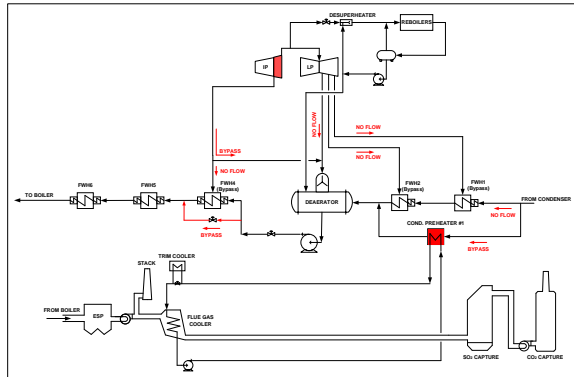 DESUPERHEATER
REBOILERS
IP
LP
NO FLOW
NO FLOW
NO FLOW
BYPASS
NO FLOW
FWH6
FWH5
FWH4
(Bypass)
FWH2
(Bypass)
FWH1
(Bypass)
TO BOILER
DEAERATOR
FROM CONDENSER
NO FLOW
BYPASS
COND. PREHEATER #1
BYPASS
TRIM COOLER
STACK
FLUE GAS
COOLER
FROM BOILER
ESP
SO₂ CAPTURE
CO₂ CAPTURE